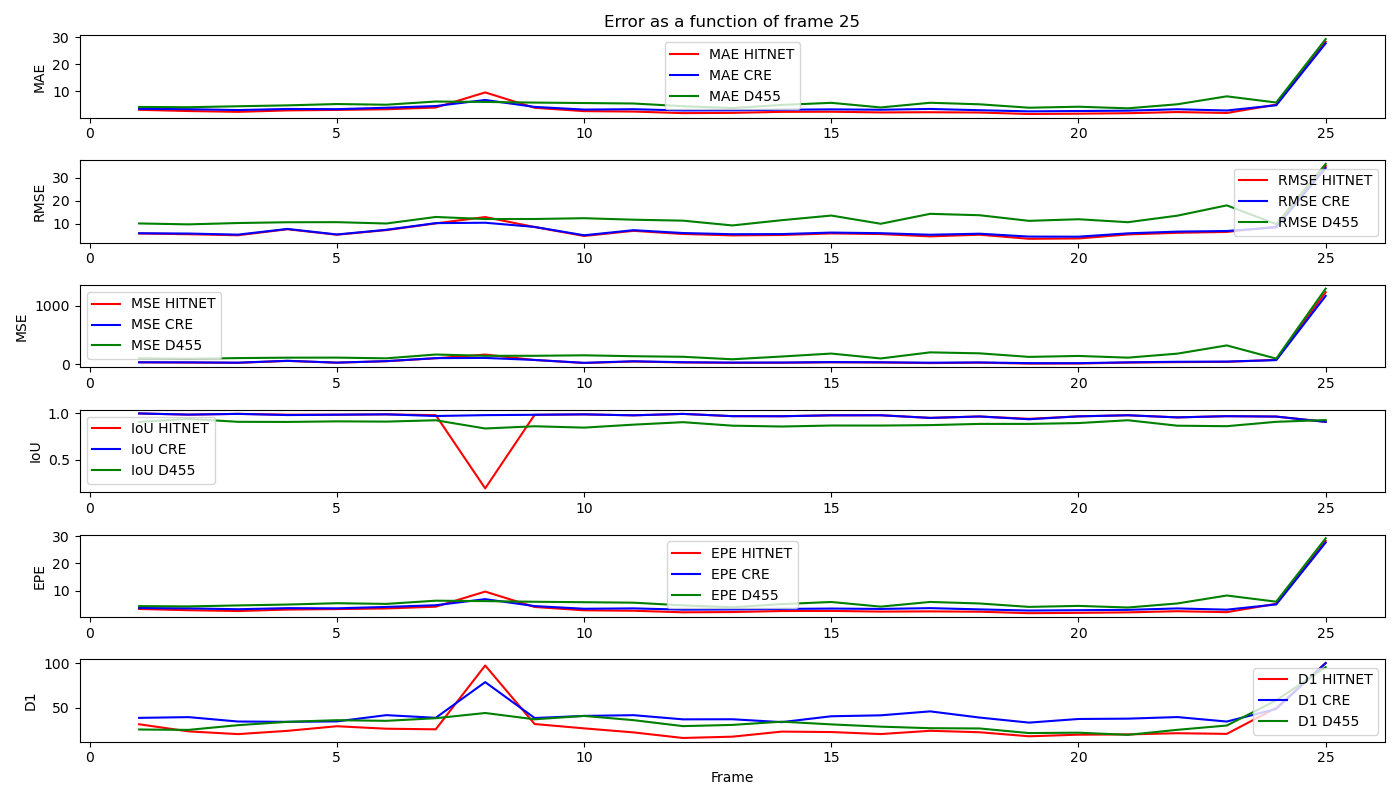 Error as a function of frame 25
30
20
10
MAE
MAE HITNET
MAE CRE
MAE D455
0 5 10 15 20 25
30
20
10
RMSE
RMSE HITNET
RMSE CRE
RMSE D455
0 5 10 15 20 25
1000
0
MSE
MSE HITNET
MSE CRE
MSE D455
0 5 10 15 20 25
1.0
0.5
IoU
IoU HITNET
IoU CRE
IoU D455
0 5 10 15 20 25
30
20
10
EPE
EPE HITNET
EPE CRE
EPE D455
0 5 10 15 20 25
100
50
D1
D1 HITNET
D1 CRE
D1 D455
0 5 10 15 20 25
Frame